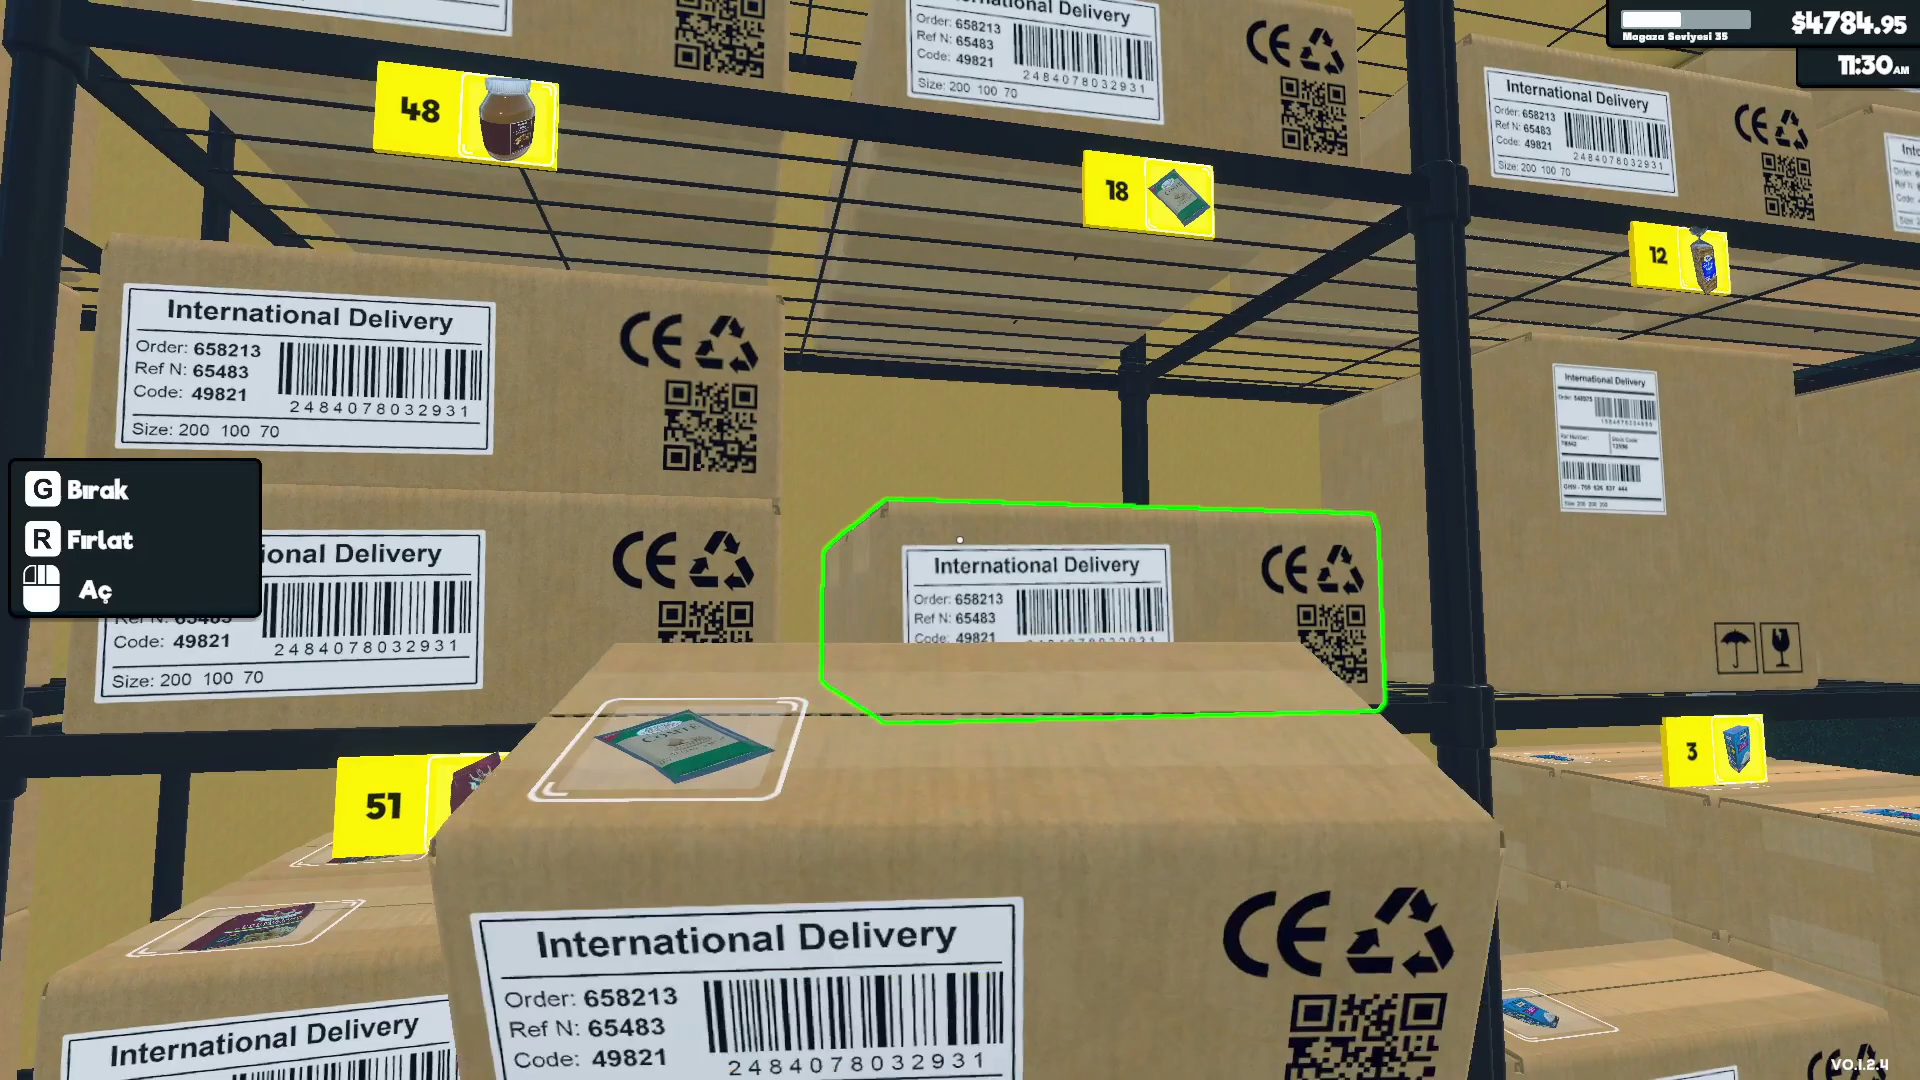 $4784.95
Magaza Seviyesi 35
11:30AM
International Delivery
Order: 658213
Ref N: 65483
Code: 49821
2484078032931
Size: 200 100 70
International Delivery
Order: 658213
Ref N: 65483
Code: 49821
2484078032931
Size: 200 100 70
48
18
12
International Delivery
Order: 658213
Ref N: 65483
Code: 49821
2484078032931
Size: 200 100 70
International Delivery
G Bırak
R Fırlat
Aç
ional Delivery
Code: 49821
2484078032931
Size: 200 100 70
International Delivery
Order: 658213
Ref N: 65483
Code: 49821
51
3
International Delivery
Order: 658213
Ref N: 65483
Code: 49821
2484078032931
International Delivery
V0.1.2.4